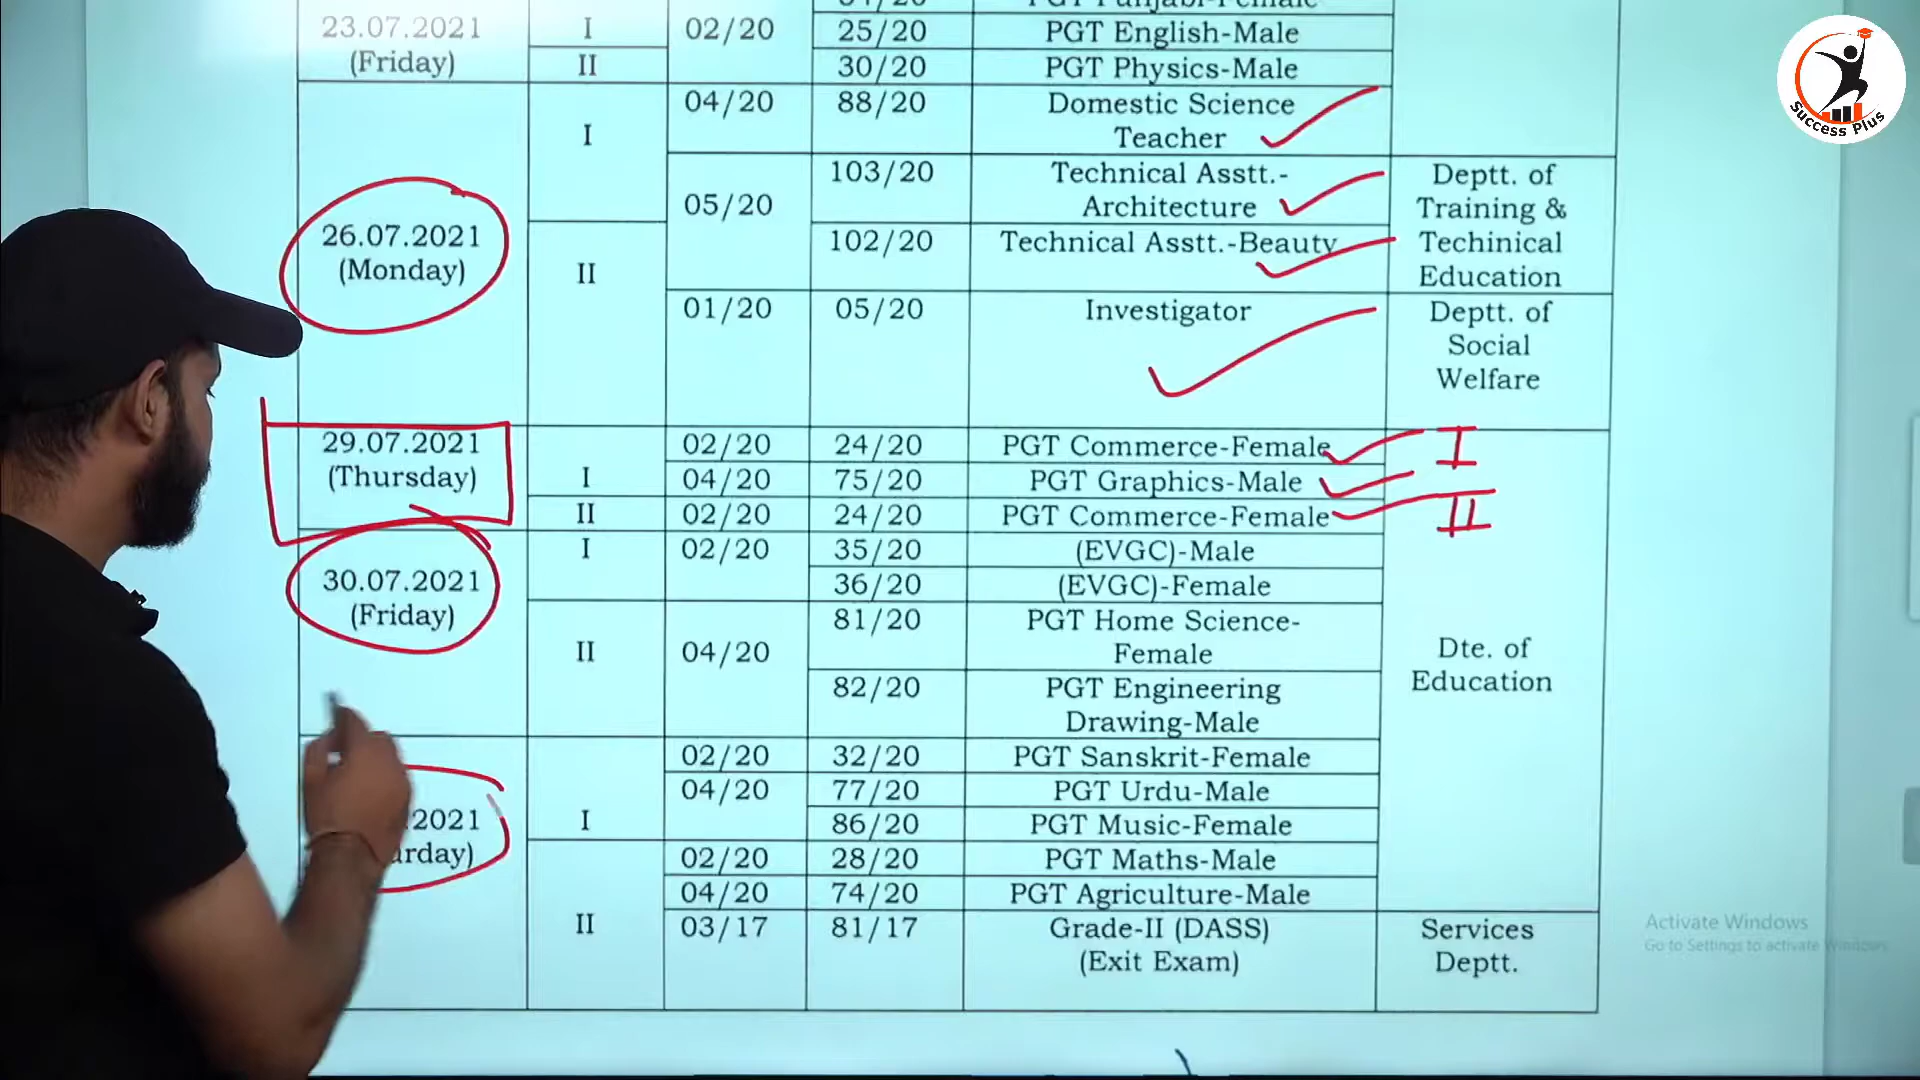 23.07.2021
(Friday)
I
02/20
25/20
PGT English-Male
II
30/20
PGT Physics-Male
26.07.2021
(Monday)
I
04/20
88/20
Domestic Science
Teacher
05/20
103/20
Technical Asstt.-
Architecture
Deptt. of
Training &
Techinical
Education
II
102/20
Technical Asstt.-Beauty
01/20
05/20
Investigator
Deptt. of
Social
Welfare
29.07.2021
(Thursday)
I
02/20
24/20
PGT Commerce-Female
I
04/20
75/20
PGT Graphics-Male
II
02/20
24/20
PGT Commerce-Female
II
30.07.2021
(Friday)
I
02/20
35/20
(EVGC)-Male
36/20
(EVGC)-Female
II
04/20
81/20
PGT Home Science-
Female
82/20
PGT Engineering
Drawing-Male
Dte. of
Education
2021
I
02/20
32/20
PGT Sanskrit-Female
04/20
77/20
PGT Urdu-Male
86/20
PGT Music-Female
II
02/20
28/20
PGT Maths-Male
04/20
74/20
PGT Agriculture-Male
03/17
81/17
Grade-II (DASS)
(Exit Exam)
Services
Deptt.
Success Plus
Activate Windows
Go to Settings to activate Windows